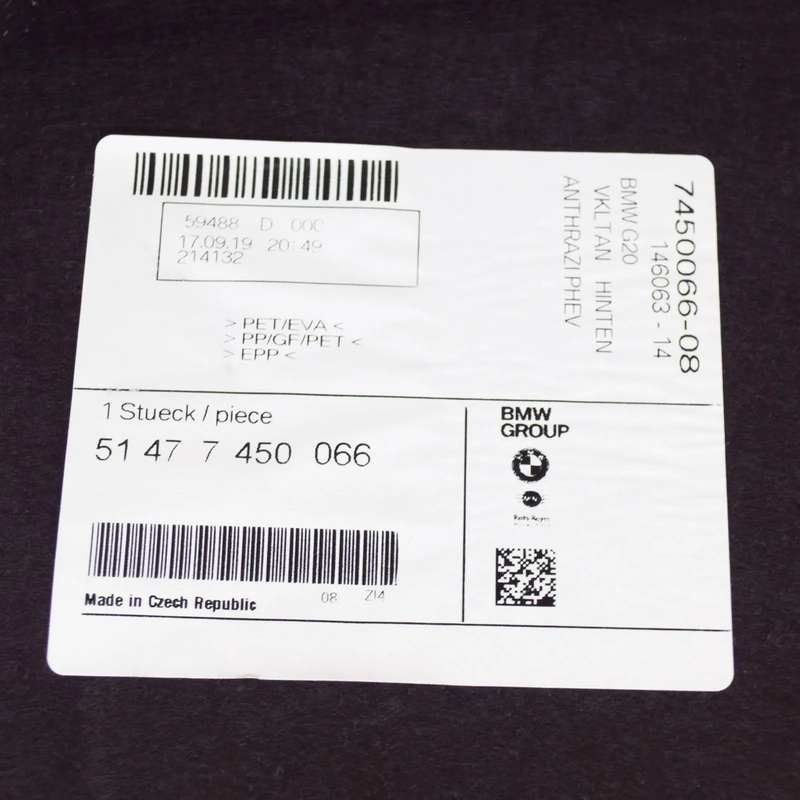 59488 D 000
17.09.19 20:49
214132
> PET/EVA <
> PP/GF/PET <
> EPP <
7450066-08
146063 - 14
BMW G20
VKLTAN HINTEN
ANTHRAZI PHEV
1 Stueck / piece
51 47 7 450 066
08 ZI4
Made in Czech Republic
BMW
GROUP